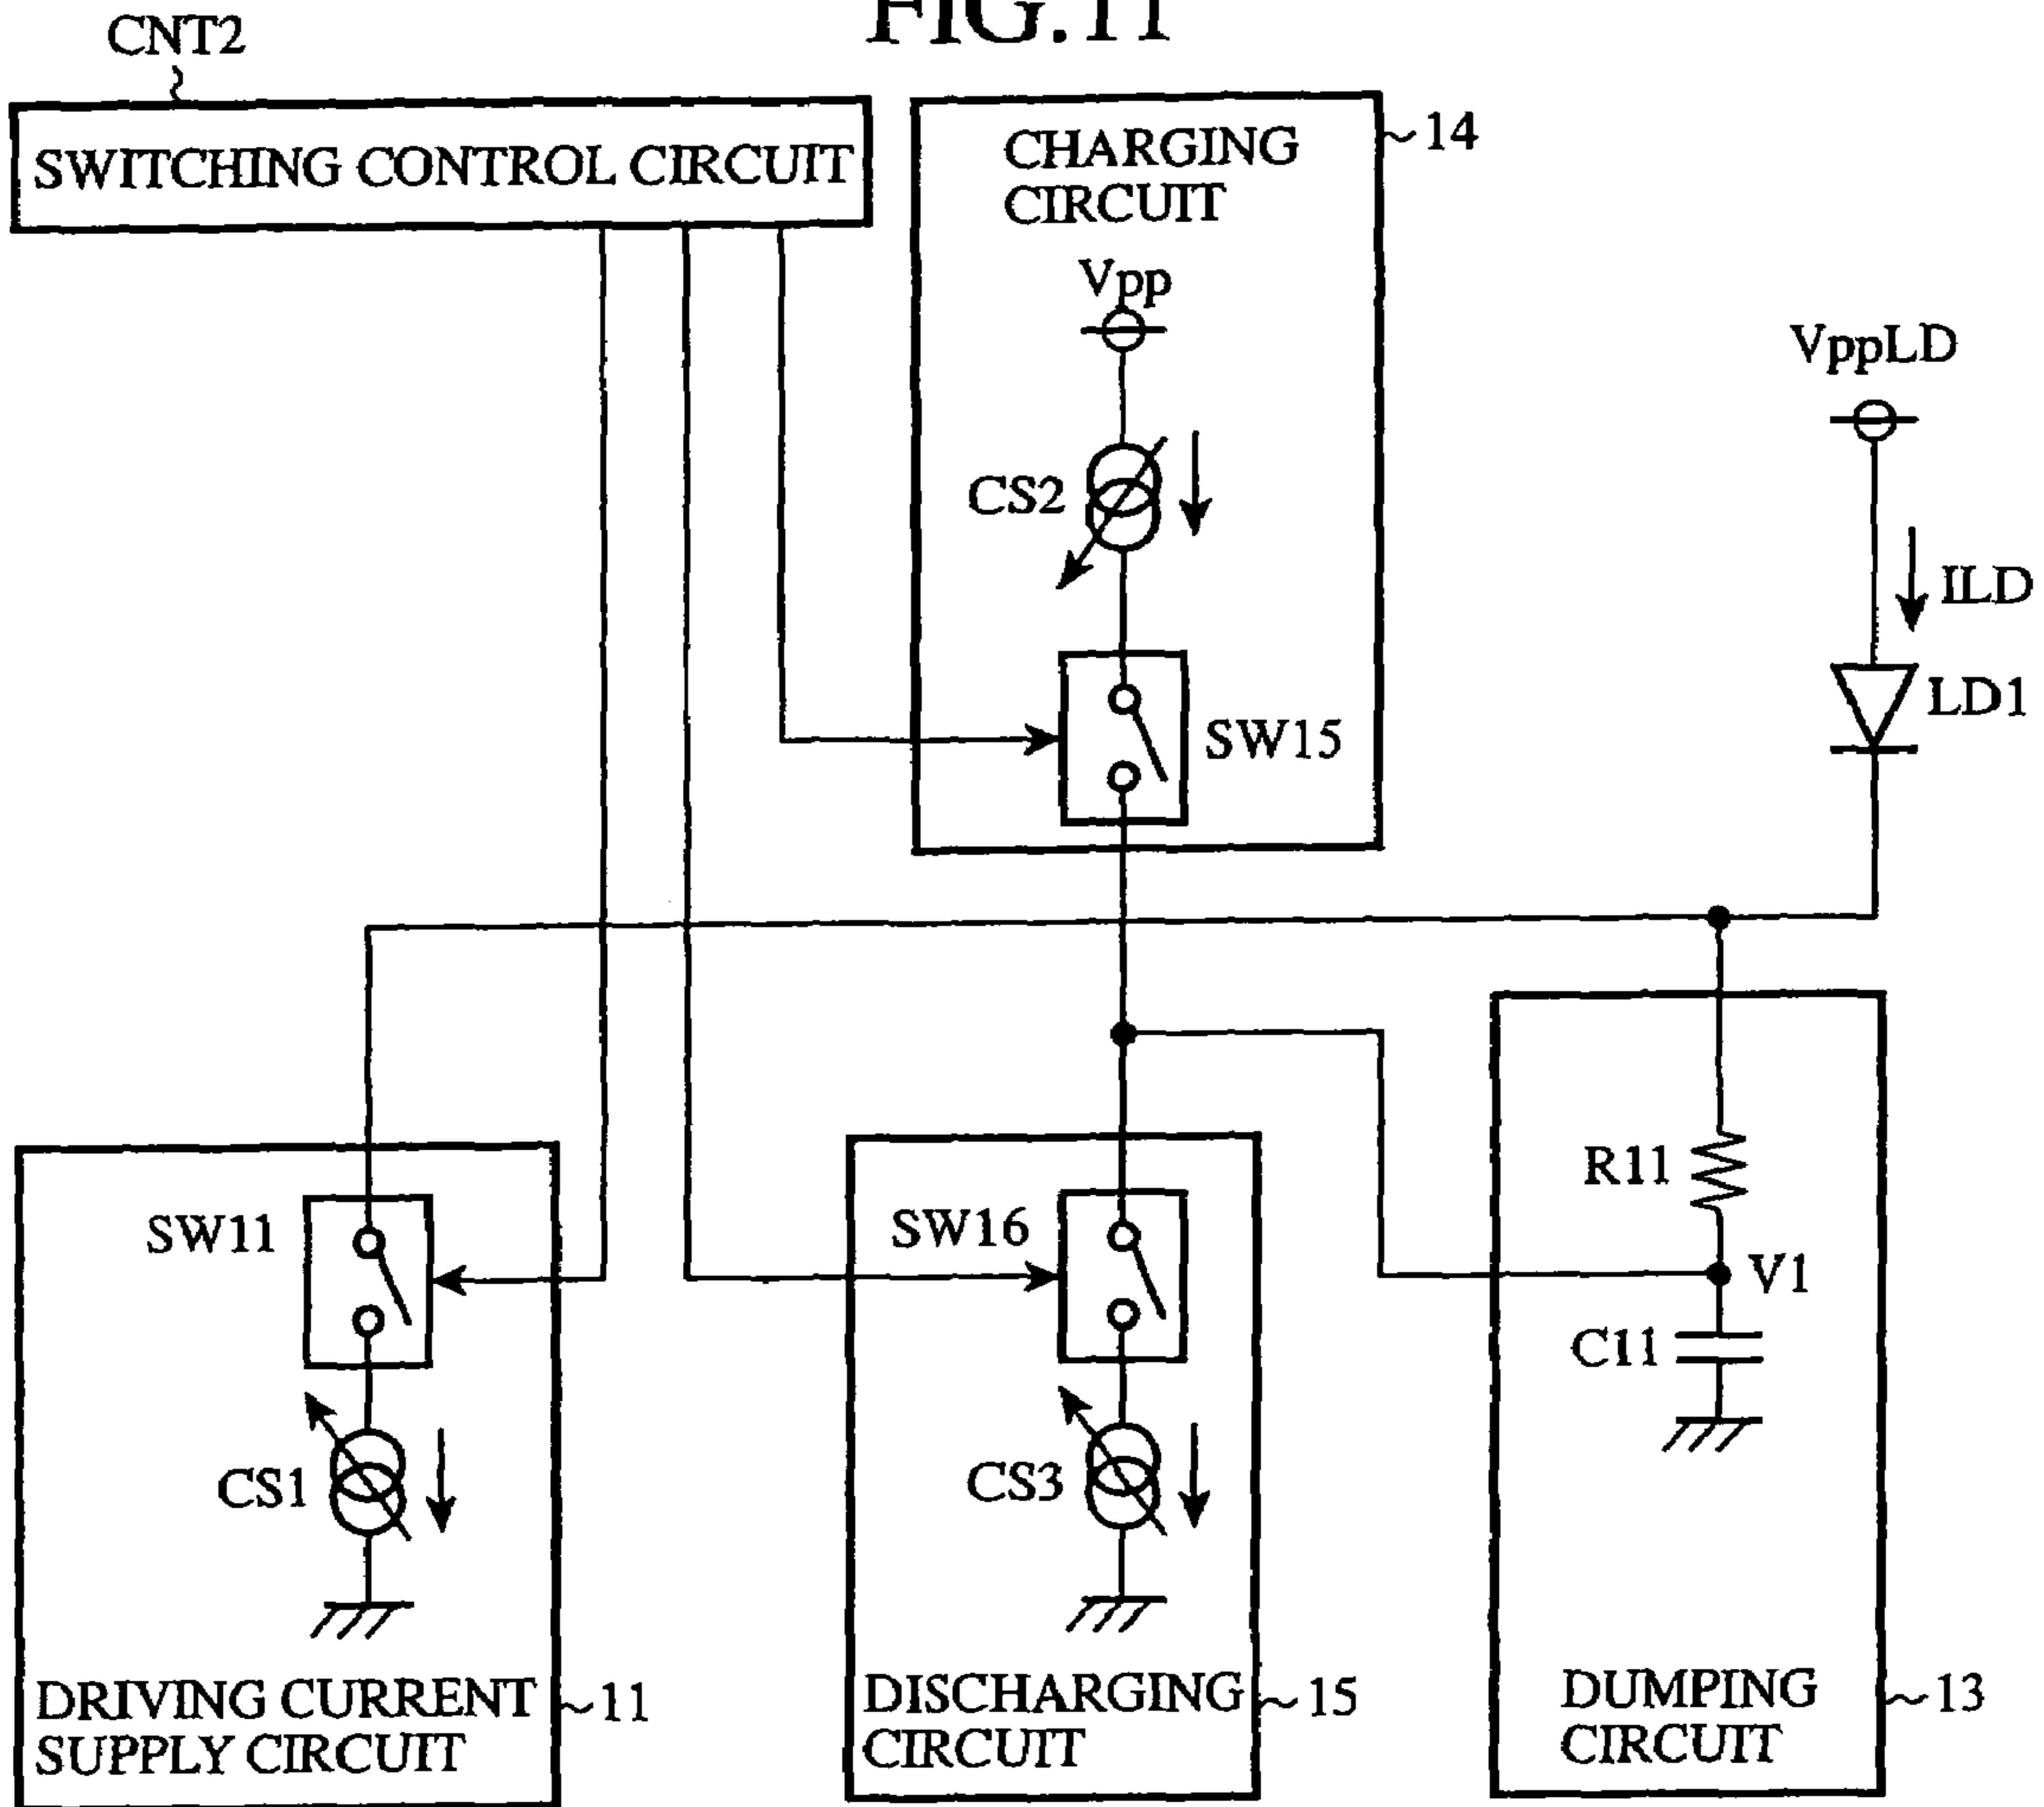 FIG.11
CNT2
SWITCHING CONTROL CIRCUIT
CHARGING
CIRCUIT
14
Vpp
VppLD
CS2
ILD
LD1
SW15
SW11
SW16
R11
V1
C11
CS1
CS3
DRIVING CURRENT
SUPPLY CIRCUIT
11
DISCHARGING
CIRCUIT
15
DUMPING
CIRCUIT
13